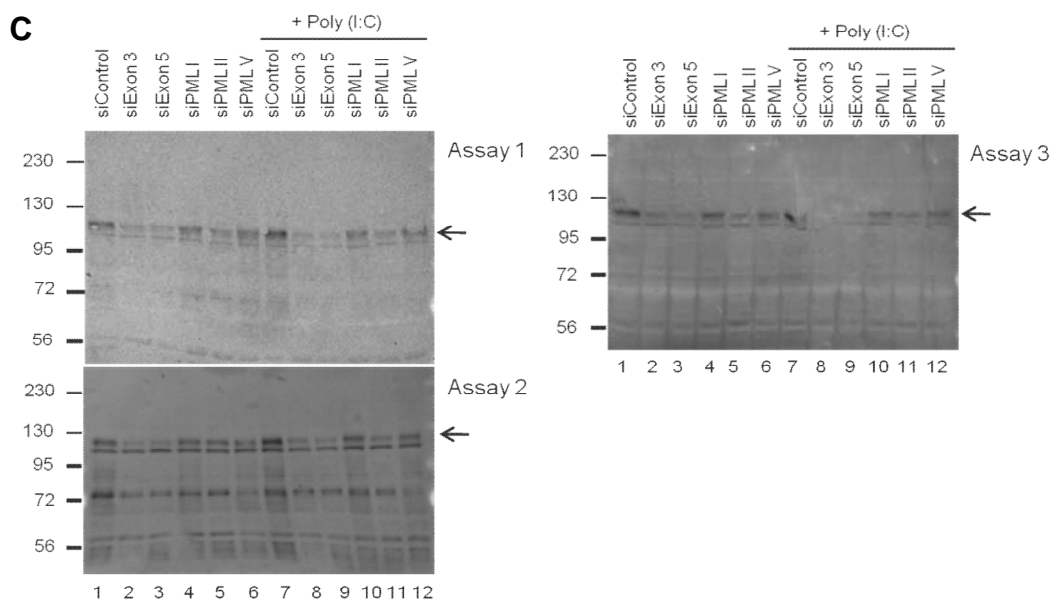 C
+ Poly (I:C)
siControl
siExon 3
siExon 5
siPML I
siPML II
siPML V
siControl
siExon 3
siExon 5
siPML I
siPML II
siPML V
Assay 1
230
130
95
72
56
Assay 2
230
130
95
72
56
1 2 3 4 5 6 7 8 9 10 11 12
+ Poly (I:C)
siControl
siExon 3
siExon 5
siPML I
siPML II
siPML V
siControl
siExon 3
siExon 5
siPML I
siPML II
siPML V
Assay 3
230
130
95
72
56
1 2 3 4 5 6 7 8 9 10 11 12